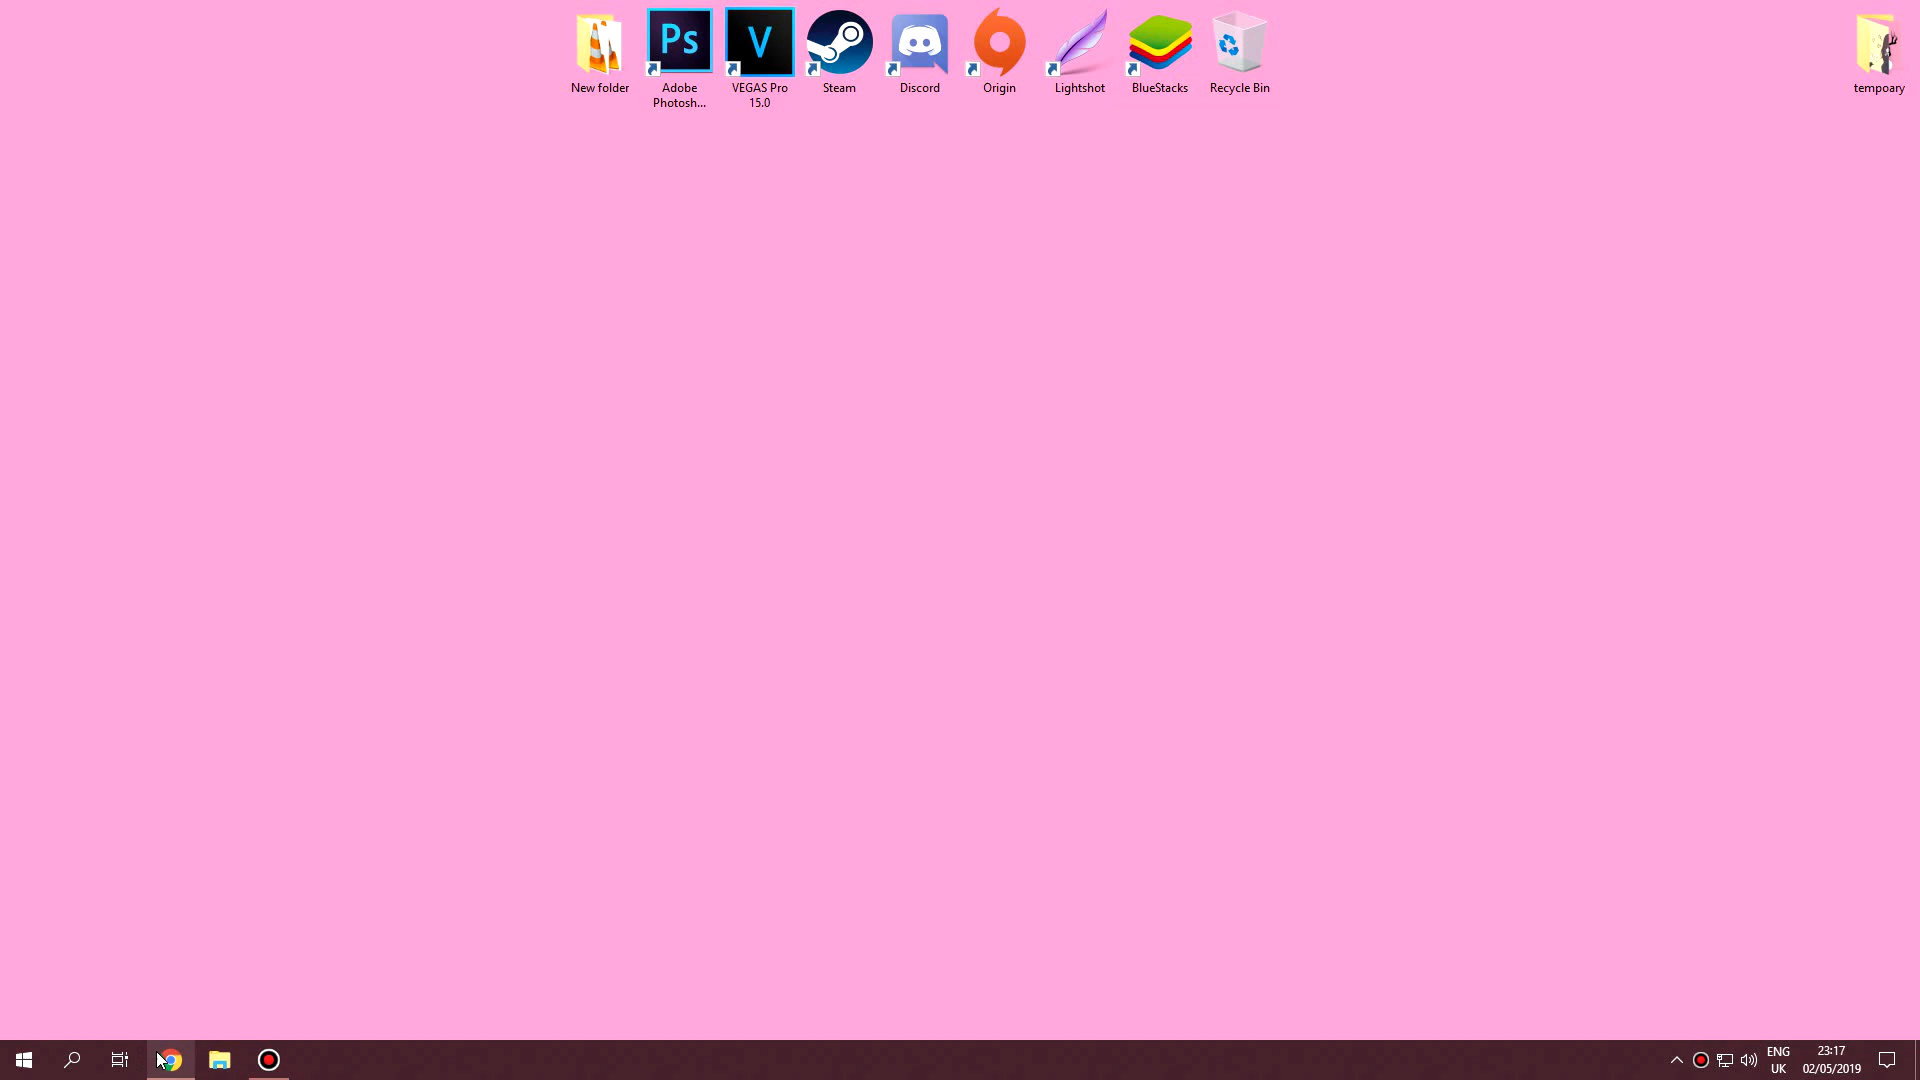 New folder
Ps
Adobe
Photosh...
V
VEGAS Pro
15.0
Steam
Discord
Origin
Lightshot
BlueStacks
Recycle Bin
tempoary
ENG
UK
23:17
02/05/2019